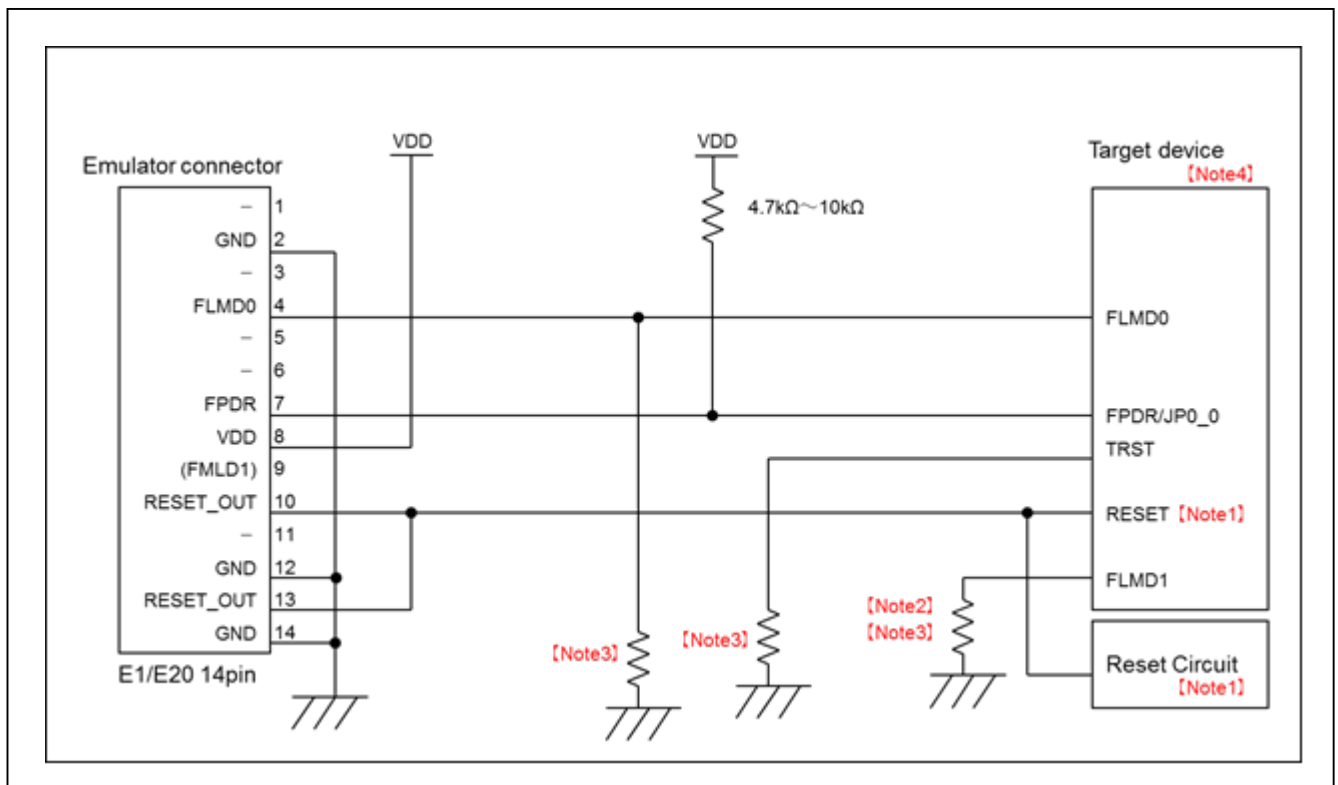 VDD
VDD
Emulator connector
Target device
【Note4】
– 1
4.7kΩ～10kΩ
GND 2
– 3
FLMD0 4
FLMD0
– 5
– 6
FPDR 7
FPDR/JP0_0
VDD 8
TRST
(FMLD1) 9
RESET_OUT 10
RESET【Note1】
– 11
GND 12
FLMD1
RESET_OUT 13
【Note2】
【Note3】
GND 14
【Note3】
【Note3】
Reset Circuit
【Note1】
E1/E20 14pin